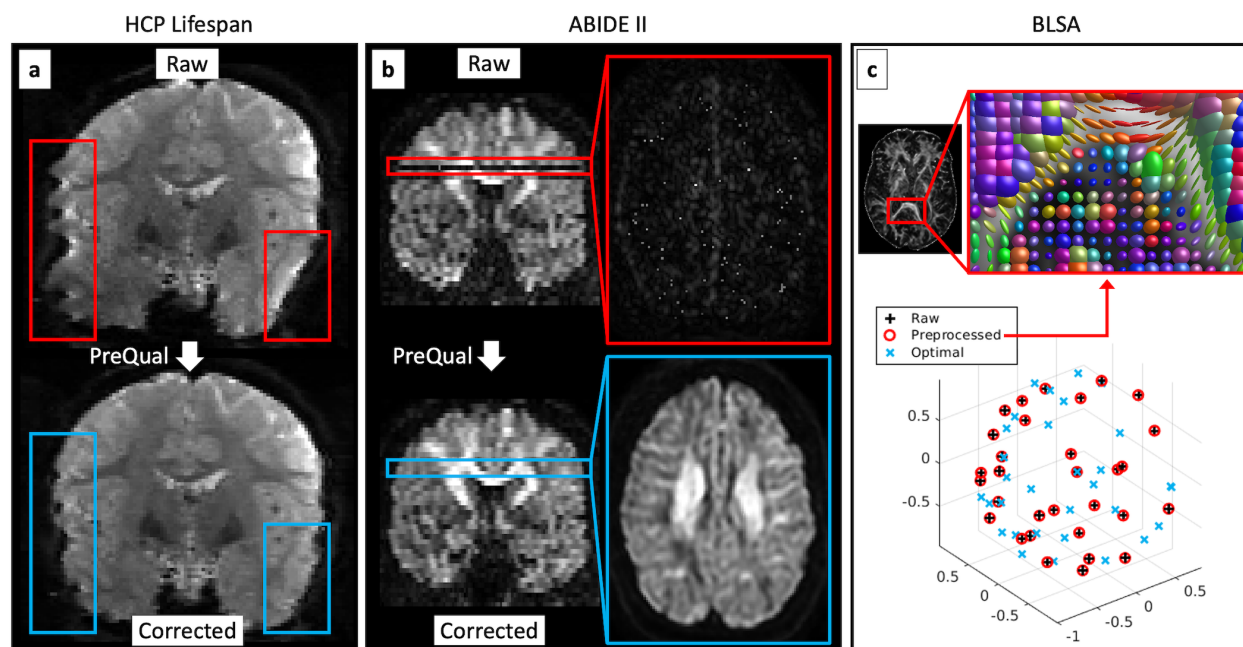 HCP Lifespan
ABIDE II
BLSA
a
Raw
PreQual
Corrected
b
Raw
PreQual
Corrected
c
Raw
Preprocessed
Optimal
0.5
0
-0.5
0.5
0
-0.5
-1
-0.5
0
0.5